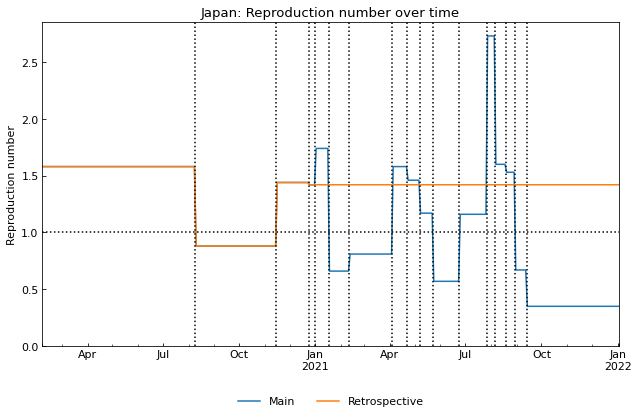 Japan: Reproduction number over time
Reproduction number
2.5
2.0
1.5
1.0
0.5
0.0
Apr Jul Oct Jan Apr Jul Oct Jan
2021 2022
Main Retrospective